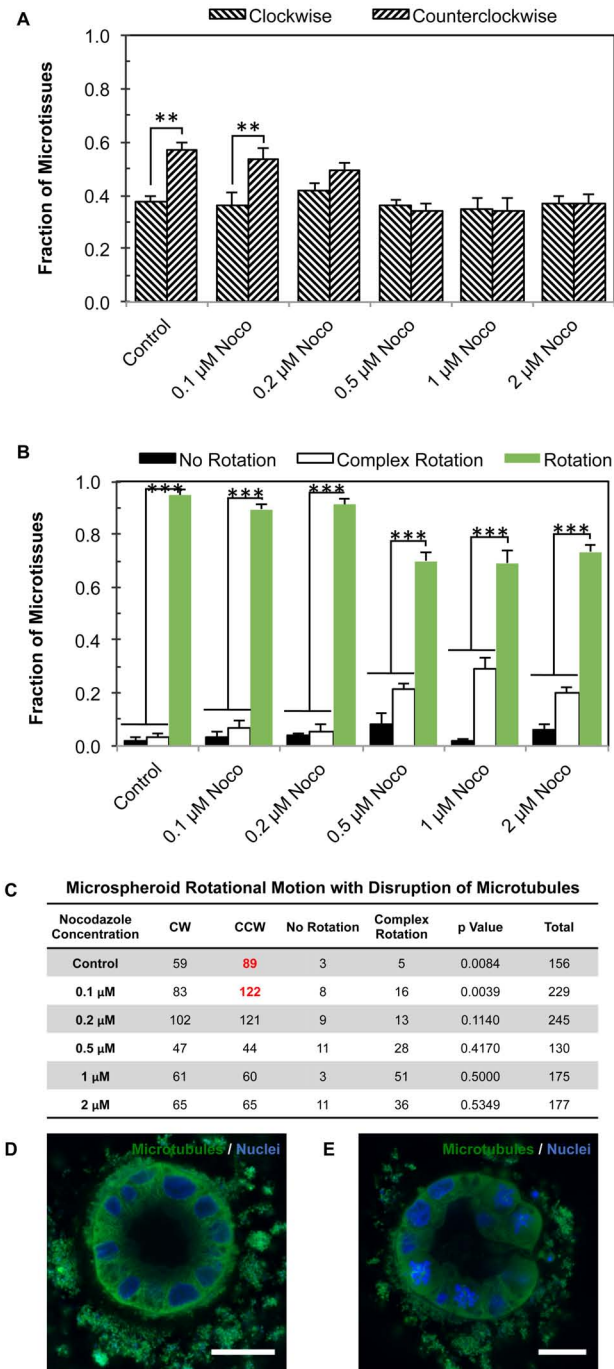 A
Clockwise Counterclockwise
Fraction of Microtissues
1.0
0.8
0.6
0.4
0.2
0.0
** **
Control 0.1 µM Noco 0.2 µM Noco 0.5 µM Noco 1 µM Noco 2 µM Noco
B
No Rotation Complex Rotation Rotation
Fraction of Microtissues
1.0
0.8
0.6
0.4
0.2
0.0
*** *** *** *** *** ***
Control 0.1 µM Noco 0.2 µM Noco 0.5 µM Noco 1 µM Noco 2 µM Noco
C Microspheroid Rotational Motion with Disruption of Microtubules
Nocodazole Concentration CW CCW No Rotation Complex Rotation p Value Total
Control 59 89 3 5 0.0084 156
0.1 µM 83 122 8 16 0.0039 229
0.2 µM 102 121 9 13 0.1140 245
0.5 µM 47 44 11 28 0.4170 130
1 µM 61 60 3 51 0.5000 175
2 µM 65 65 11 36 0.5349 177
D Microtubules / Nuclei
E Microtubules / Nuclei